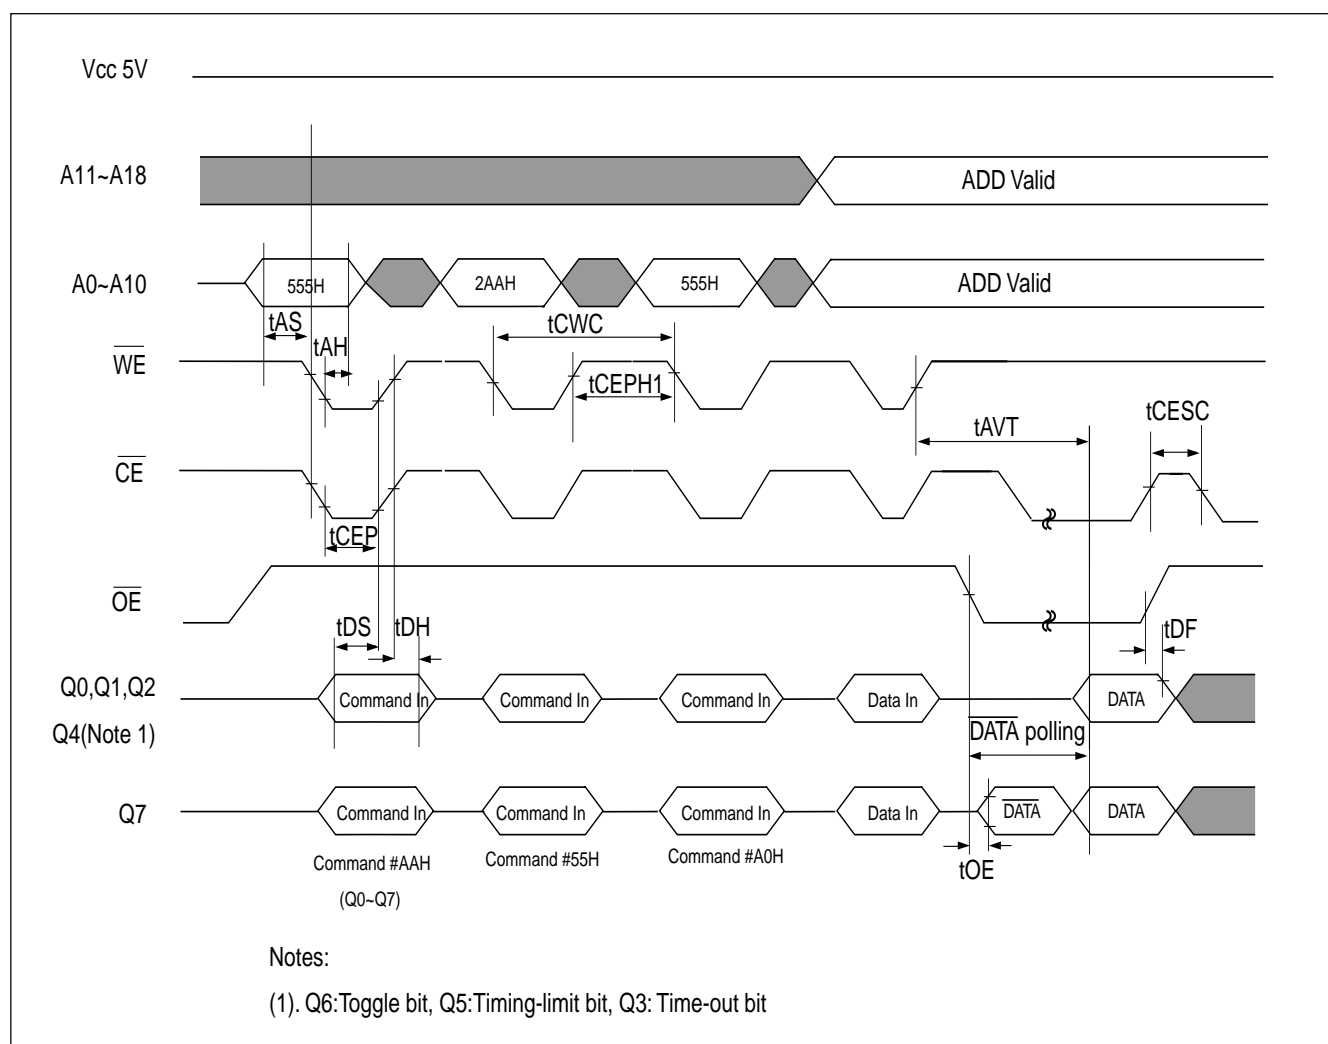 Vcc 5V
A11~A18
ADD Valid
A0~A10
555H
2AAH
555H
ADD Valid
tAS
tCWC
tAH
WE
tCEPH1
tCESC
tAVT
CE
tCEP
OE
tDS
tDH
tDF
Q0,Q1,Q2
Command In
Command In
Command In
Data In
DATA
Q4(Note 1)
DATA polling
Q7
Command In
Command In
Command In
Data In
DATA
DATA
Command #AAH
Command #55H
Command #A0H
tOE
(Q0~Q7)
Notes:
(1). Q6:Toggle bit, Q5:Timing-limit bit, Q3: Time-out bit